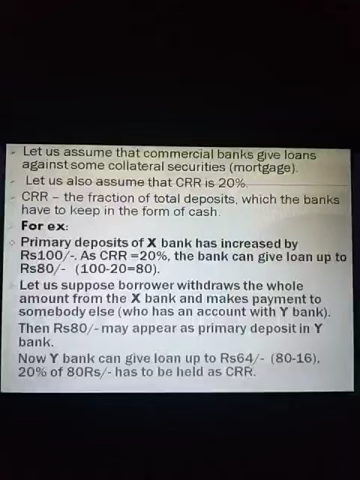 Let us assume that commercial banks give loans
against some collateral securities (mortgage).
Let us also assume that CRR is 20%.
CRR – the fraction of total deposits, which the banks
have to keep in the form of cash.
For ex:
Primary deposits of X bank has increased by
Rs100/-. As CRR =20%, the bank can give loan up to
Rs80/- (100-20=80).
Let us suppose borrower withdraws the whole
amount from the X bank and makes payment to
somebody else (who has an account with Y bank).
Then Rs80/- may appear as primary deposit in Y
bank.
Now Y bank can give loan up to Rs64/- (80-16),
20% of 80Rs/- has to be held as CRR.